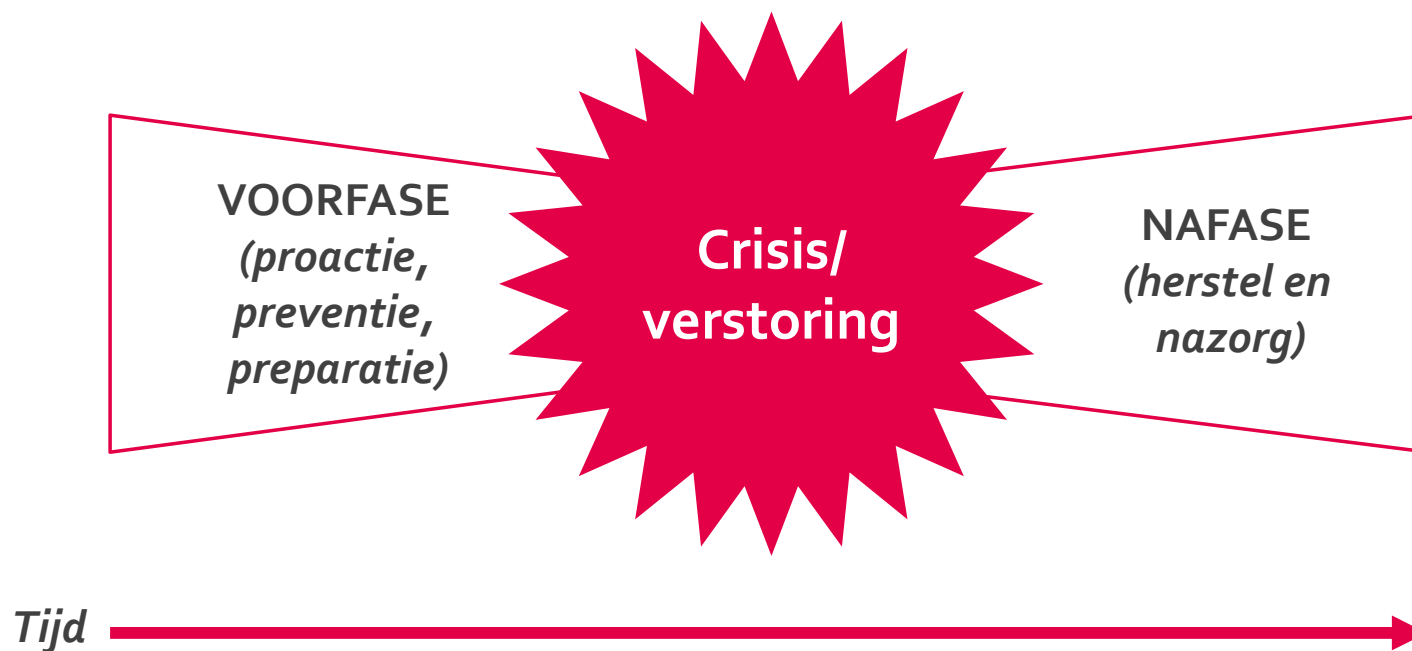 VOORFASE
(proactie,
preventie,
preparatie)
Crisis/
verstoring
NAFASE
(herstel en
nazorg)
Tijd